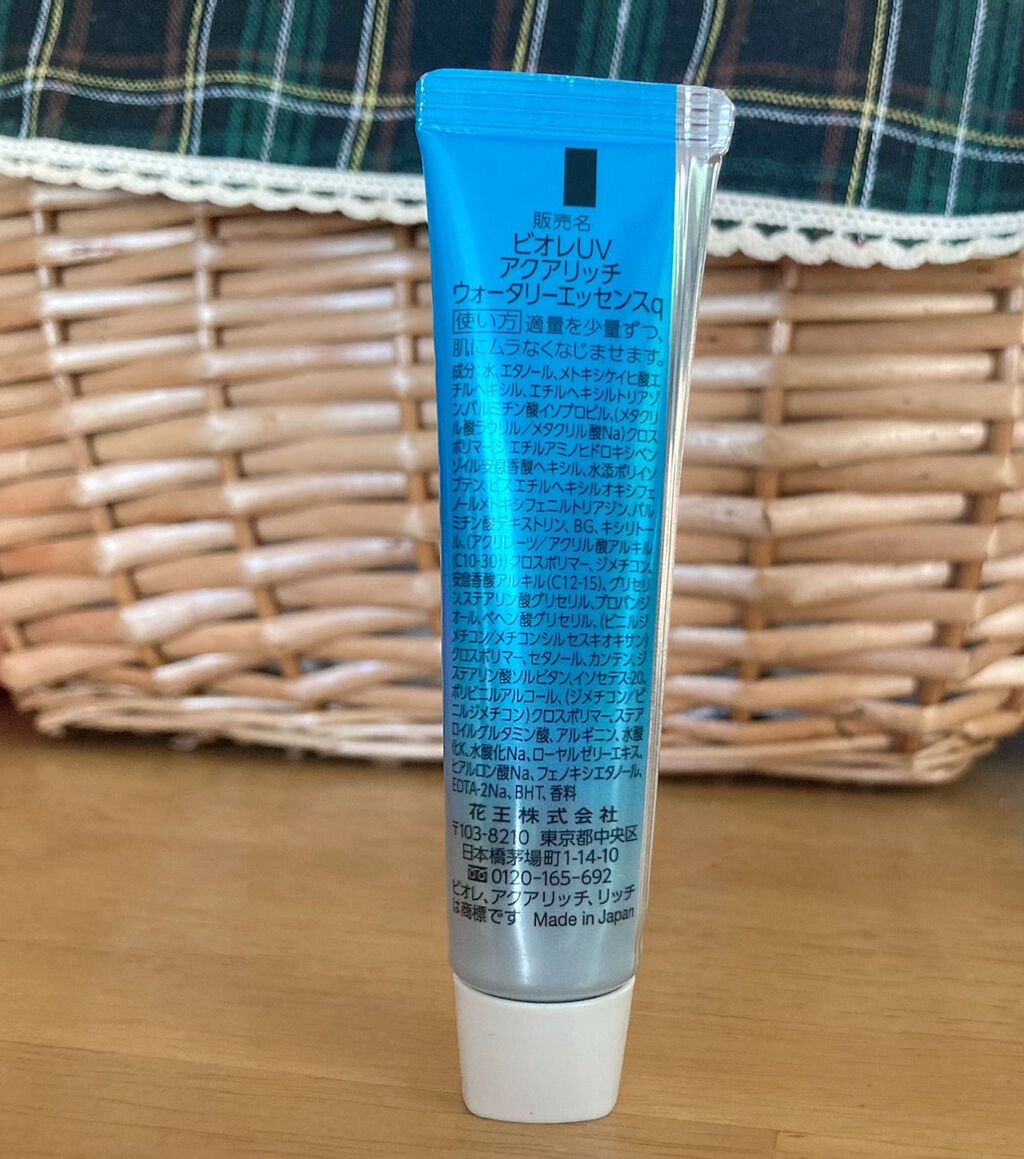 販売名
ビオレUV
アクアリッチ
ウォータリーエッセンスq
使い方 適量を少量ずつ、
肌にムラなくなじませます。
成分:水、エタノール、メトキシケイヒ酸エ
チルヘキシル、エチルヘキシルトリアゾ
ン、パルミチン酸イソプロピル、(メタクリ
ル酸ラウリル/メタクリル酸Na)クロス
ポリマー、ジエチルアミノヒドロキシベン
ゾイル安息香酸ヘキシル、水添ポリイソ
ブテン、ビスエチルヘキシルオキシフェ
ノールメトキシフェニルトリアジン、パル
ミチン酸デキストリン、BG、キシリトー
ル、(アクリレーツ/アクリル酸アルキル
(C10-30))クロスポリマー、ジメチコン、
安息香酸アルキル(C12-15)、グリセリ
ン、ステアリン酸グリセリル、プロパンジ
オール、ベヘン酸グリセリル、(ビニルジ
メチコン/メチコンシルセスキオキサン)
クロスポリマー、セタノール、カンテン、ジ
ステアリン酸ソルビタン、イソセテス-20、
ポリビニルアルコール、(ジメチコン/ビ
ニルジメチコン)クロスポリマー、ステア
ロイルグルタミン酸、アルギニン、水酸
化K、水酸化Na、ローヤルゼリーエキス、
ヒアルロン酸Na、フェノキシエタノール、
EDTA-2Na、BHT、香料
花王株式会社
〒103-8210 東京都中央区
日本橋茅場町1-14-10
0120-165-692
ビオレ、アクアリッチ、リッチ
は商標です Made in Japan